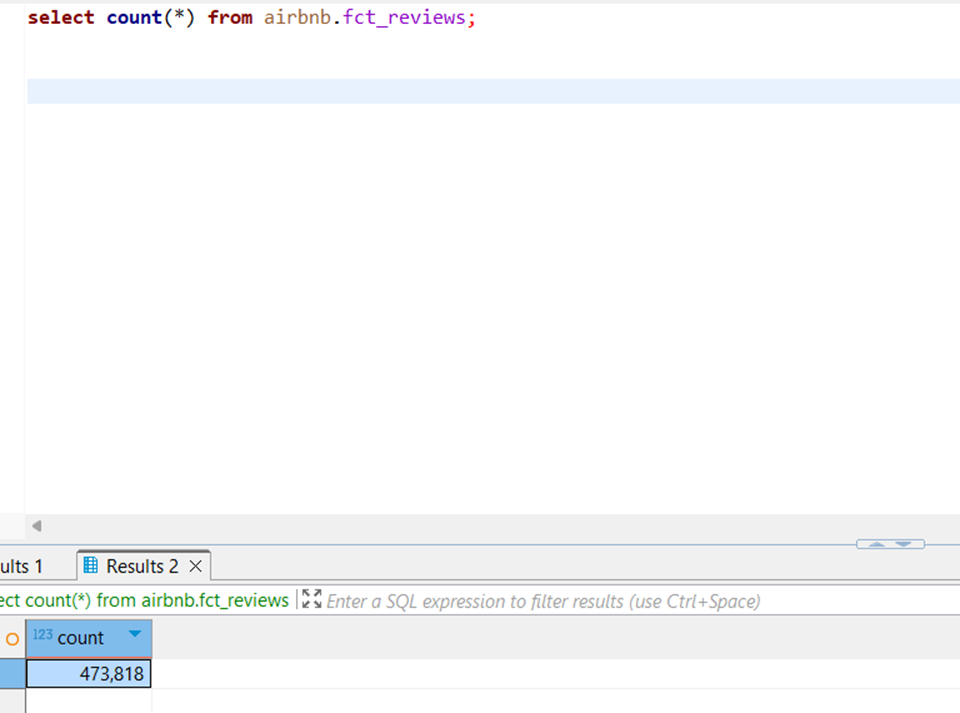 select count(*) from airbnb.fct_reviews;
ults 1 Results 2
ect count(*) from airbnb.fct_reviews Enter a SQL expression to filter results (use Ctrl+Space)
123 count
473,818